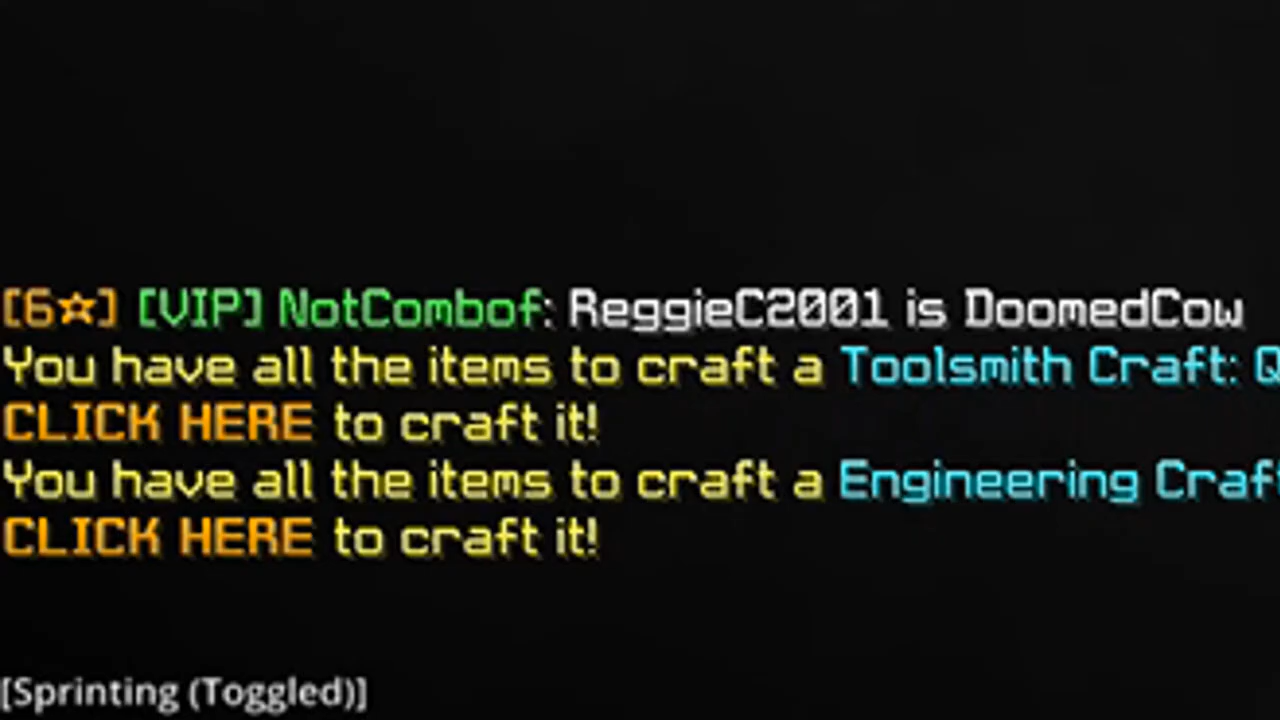 [6☆] [VIP] NotCombof: ReggieC2001 is DoomedCow
You have all the items to craft a Toolsmith Craft: Q
CLICK HERE to craft it!
You have all the items to craft a Engineering Craf
CLICK HERE to craft it!
[Sprinting (Toggled)]